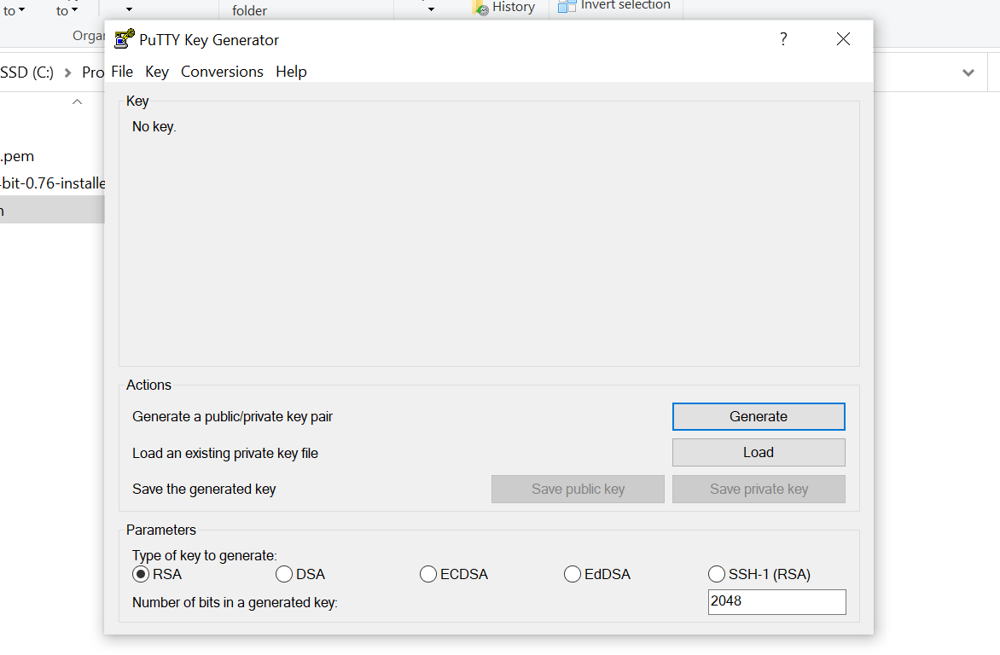 to
to
folder
History
Invert selection
PuTTY Key Generator
?
SSD (C:)
File Key Conversions Help
Key
No key.
.pem
bit-0.76-installe
Actions
Generate a public/private key pair
Generate
Load an existing private key file
Load
Save the generated key
Save public key
Save private key
Parameters
Type of key to generate:
RSA DSA ECDSA EdDSA SSH-1 (RSA)
Number of bits in a generated key:
2048